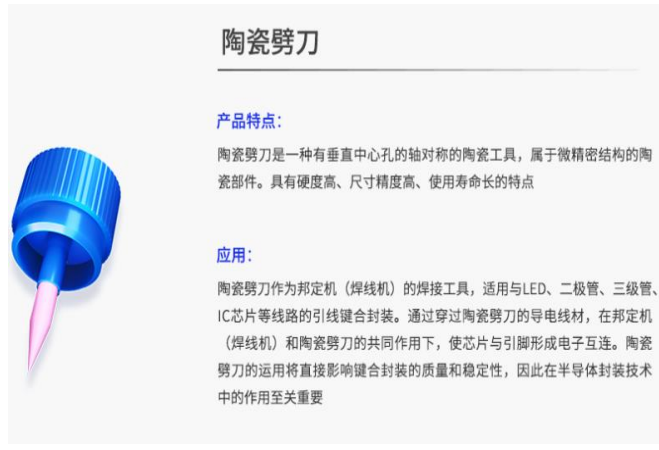 陶瓷劈刀
产品特点：
陶瓷劈刀是一种有垂直中心孔的轴对称的陶瓷工具，属于微精密结构的陶
瓷部件。具有硬度高、尺寸精度高、使用寿命长的特点
应用：
陶瓷劈刀作为邦定机（焊线机）的焊接工具，适用与LED、二极管、三级管、
IC芯片等线路的引线键合封装。通过穿过陶瓷劈刀的导电线材，在邦定机
（焊线机）和陶瓷劈刀的共同作用下，使芯片与引脚形成电子互连。陶瓷
劈刀的运用将直接影响键合封装的质量和稳定性，因此在半导体封装技术
中的作用至关重要